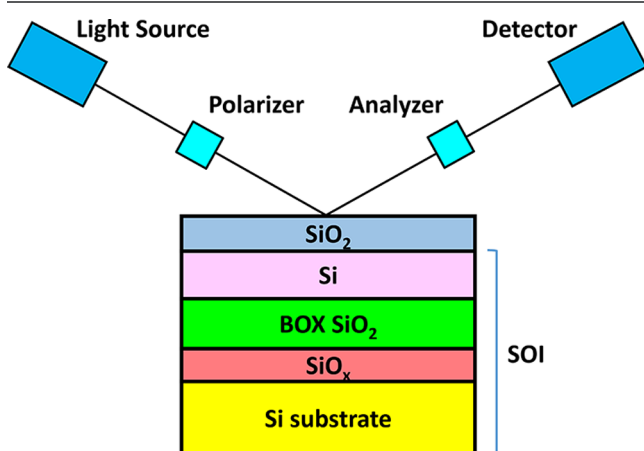 Light Source
Detector
Polarizer
Analyzer
SiO₂
Si
BOX SiO₂
SiOₓ
Si substrate
SOI